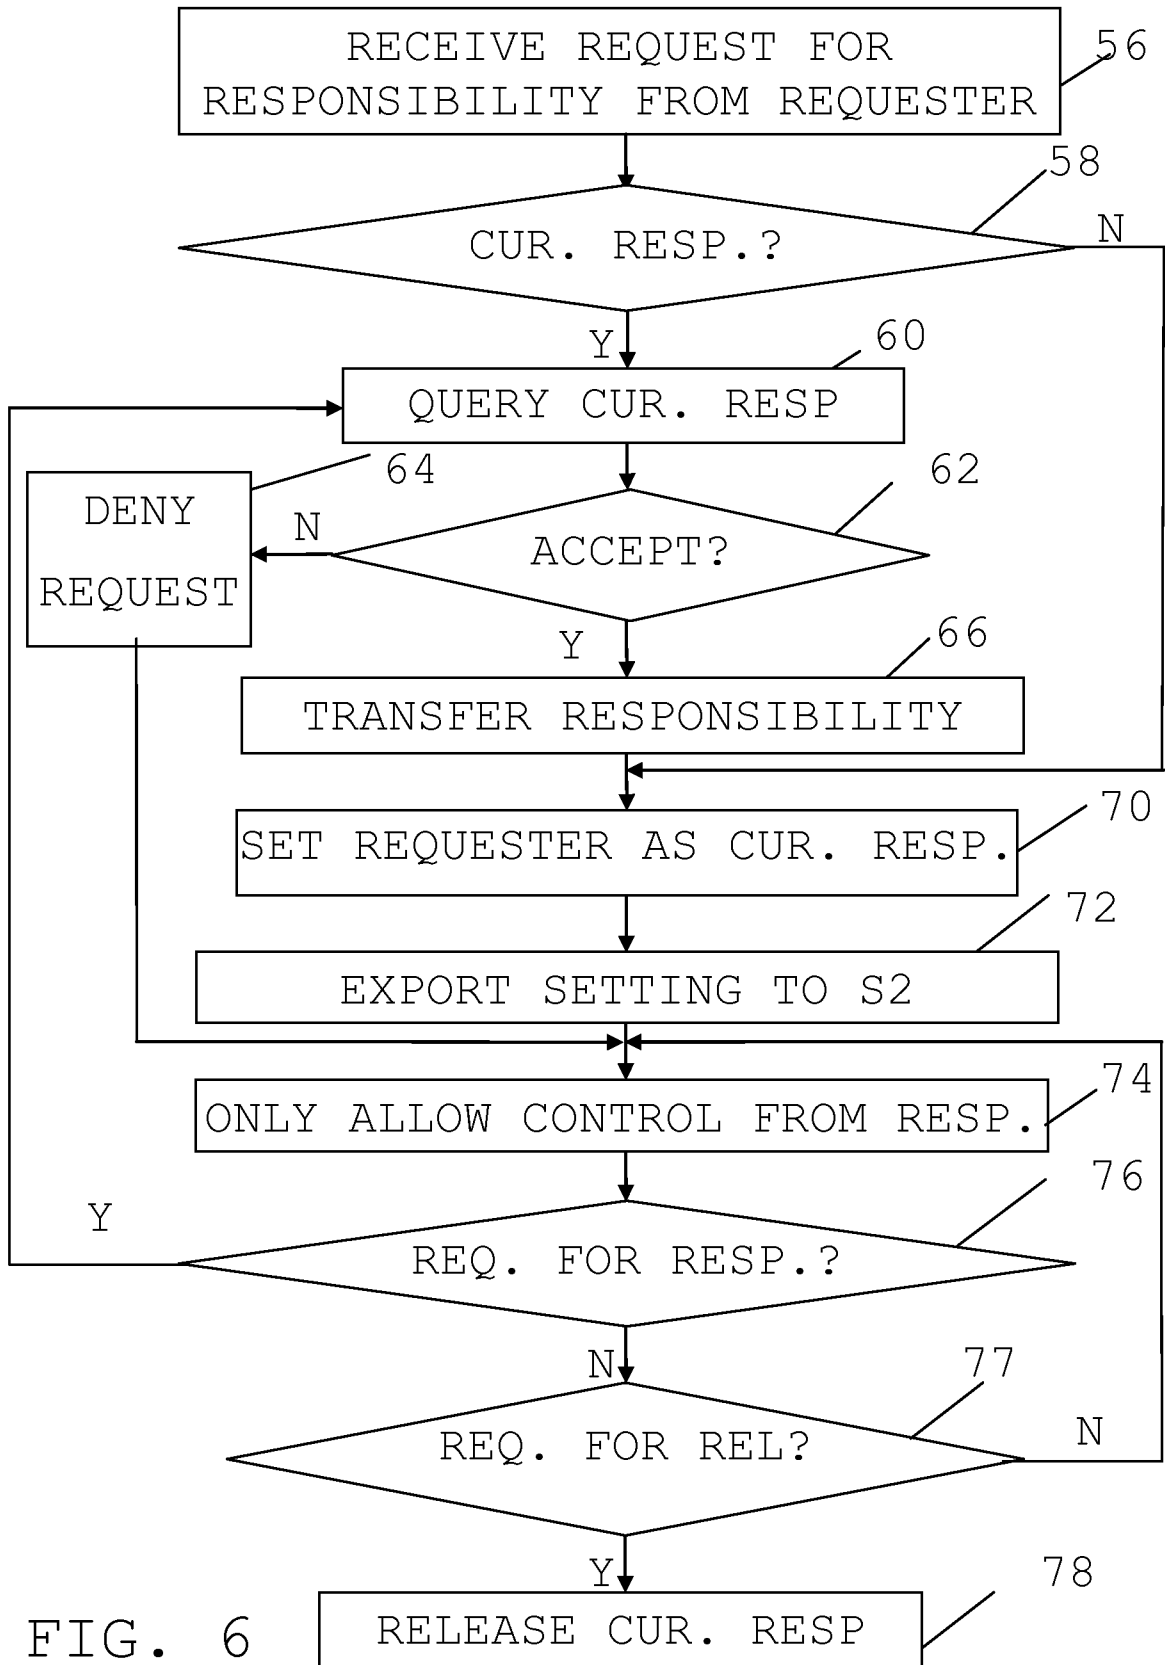 RECEIVE REQUEST FOR
RESPONSIBILITY FROM REQUESTER
56
58
CUR. RESP.?
N
Y
60
QUERY CUR. RESP
64
62
DENY
REQUEST
N
ACCEPT?
Y
66
TRANSFER RESPONSIBILITY
70
SET REQUESTER AS CUR. RESP.
72
EXPORT SETTING TO S2
74
ONLY ALLOW CONTROL FROM RESP.
76
Y
REQ. FOR RESP.?
N
77
REQ. FOR REL?
N
Y
78
RELEASE CUR. RESP
FIG. 6